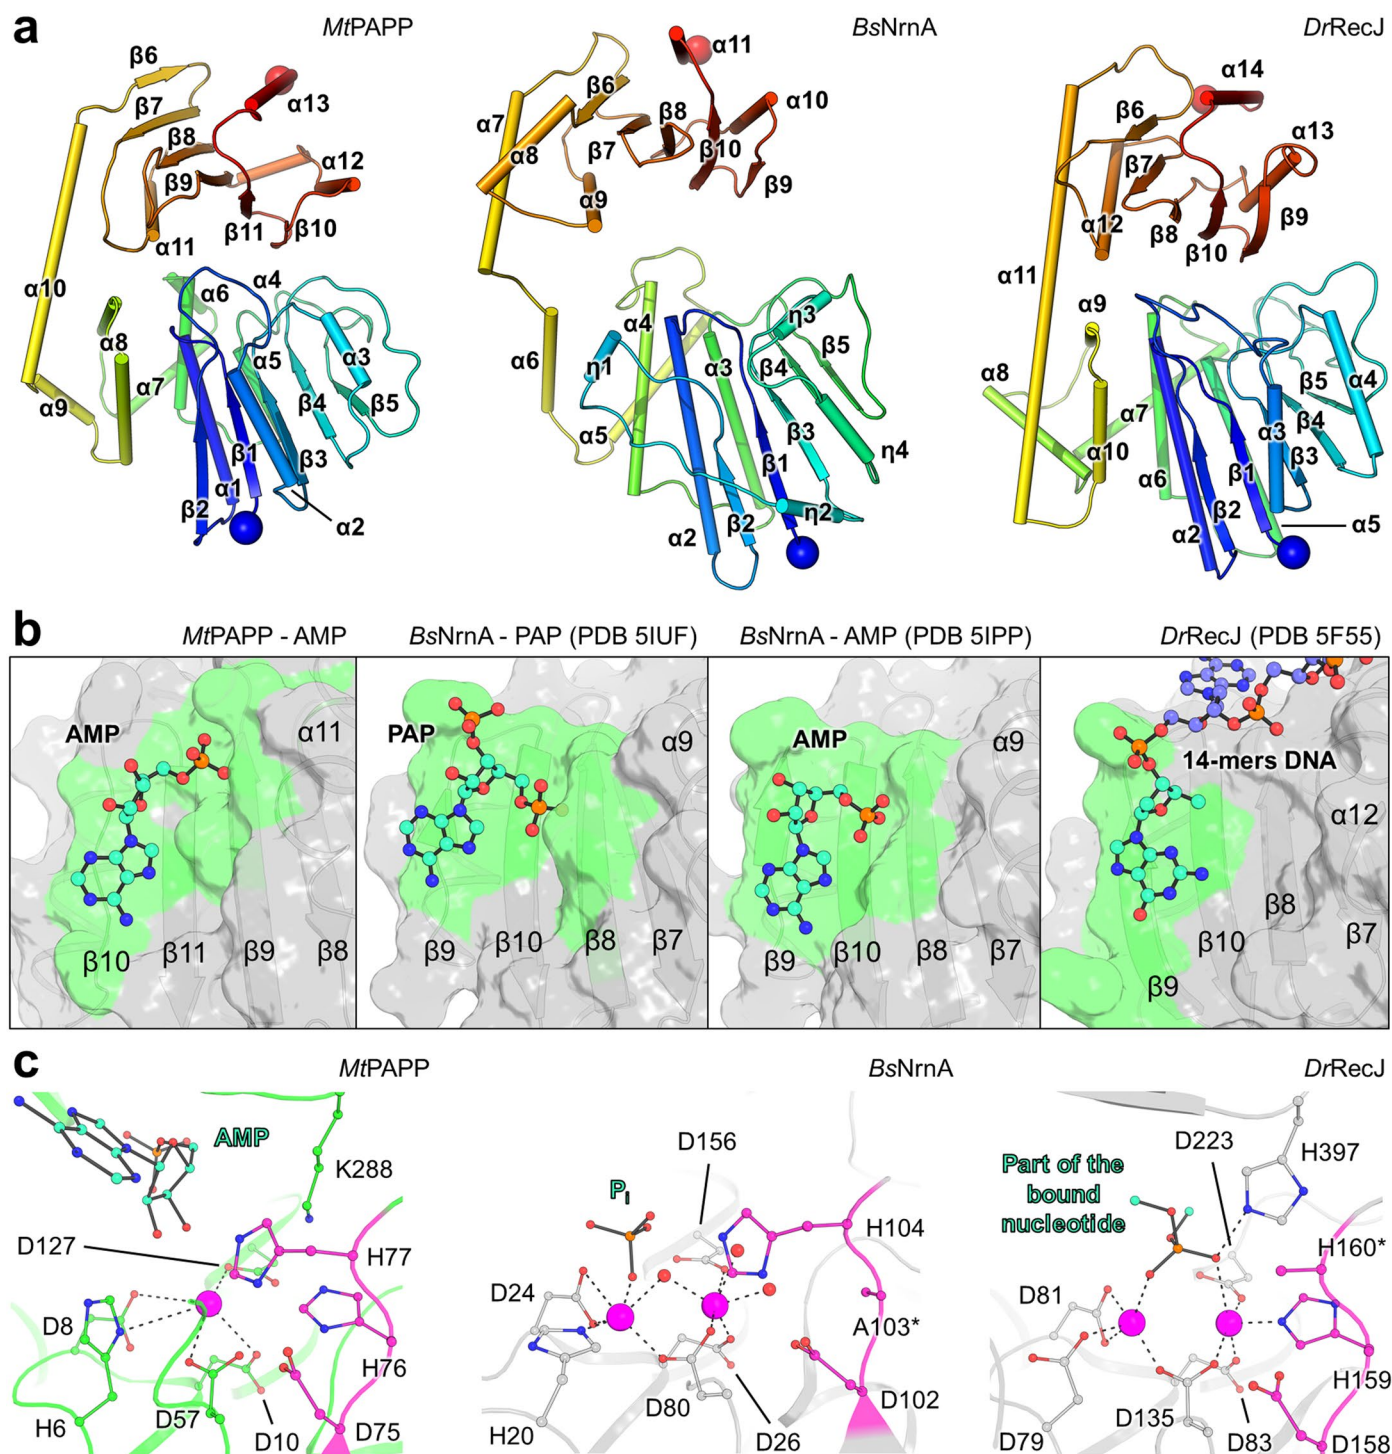 a
MtPAPP
BsNrnA
DrRecJ
β6
β7
α13
β8
α12
β9
β11
β10
α11
α10
α6
α4
α8
α5
α3
α7
β4
β5
α9
β1
β3
α1
β2
α2
α11
β6
α7
β8
α10
α8
β7
β10
β9
α9
η3
α4
β5
η1
α3
β4
α6
β3
α5
β1
η4
β2
η2
α2
α14
β6
α13
β7
α12
β8
β9
β10
α11
α9
α8
β5
α4
α7
β4
α3
α10
β3
β1
α6
β2
α5
α2
b
MtPAPP - AMP
BsNrnA - PAP (PDB 5IUF)
BsNrnA - AMP (PDB 5IPP)
DrRecJ (PDB 5F55)
AMP
α11
β10
β11
β9
β8
PAP
α9
β9
β10
β8
β7
AMP
α9
β9
β10
β8
β7
14-mers DNA
α12
β8
β10
β7
β9
c
MtPAPP
BsNrnA
DrRecJ
AMP
K288
D127
H77
D8
H76
H6
D57
D10
D75
D156
Pi
H104
D24
A103*
D80
D102
H20
D26
D223
H397
Part of the
bound
nucleotide
H160*
D81
H159
D135
D79
D83
D158